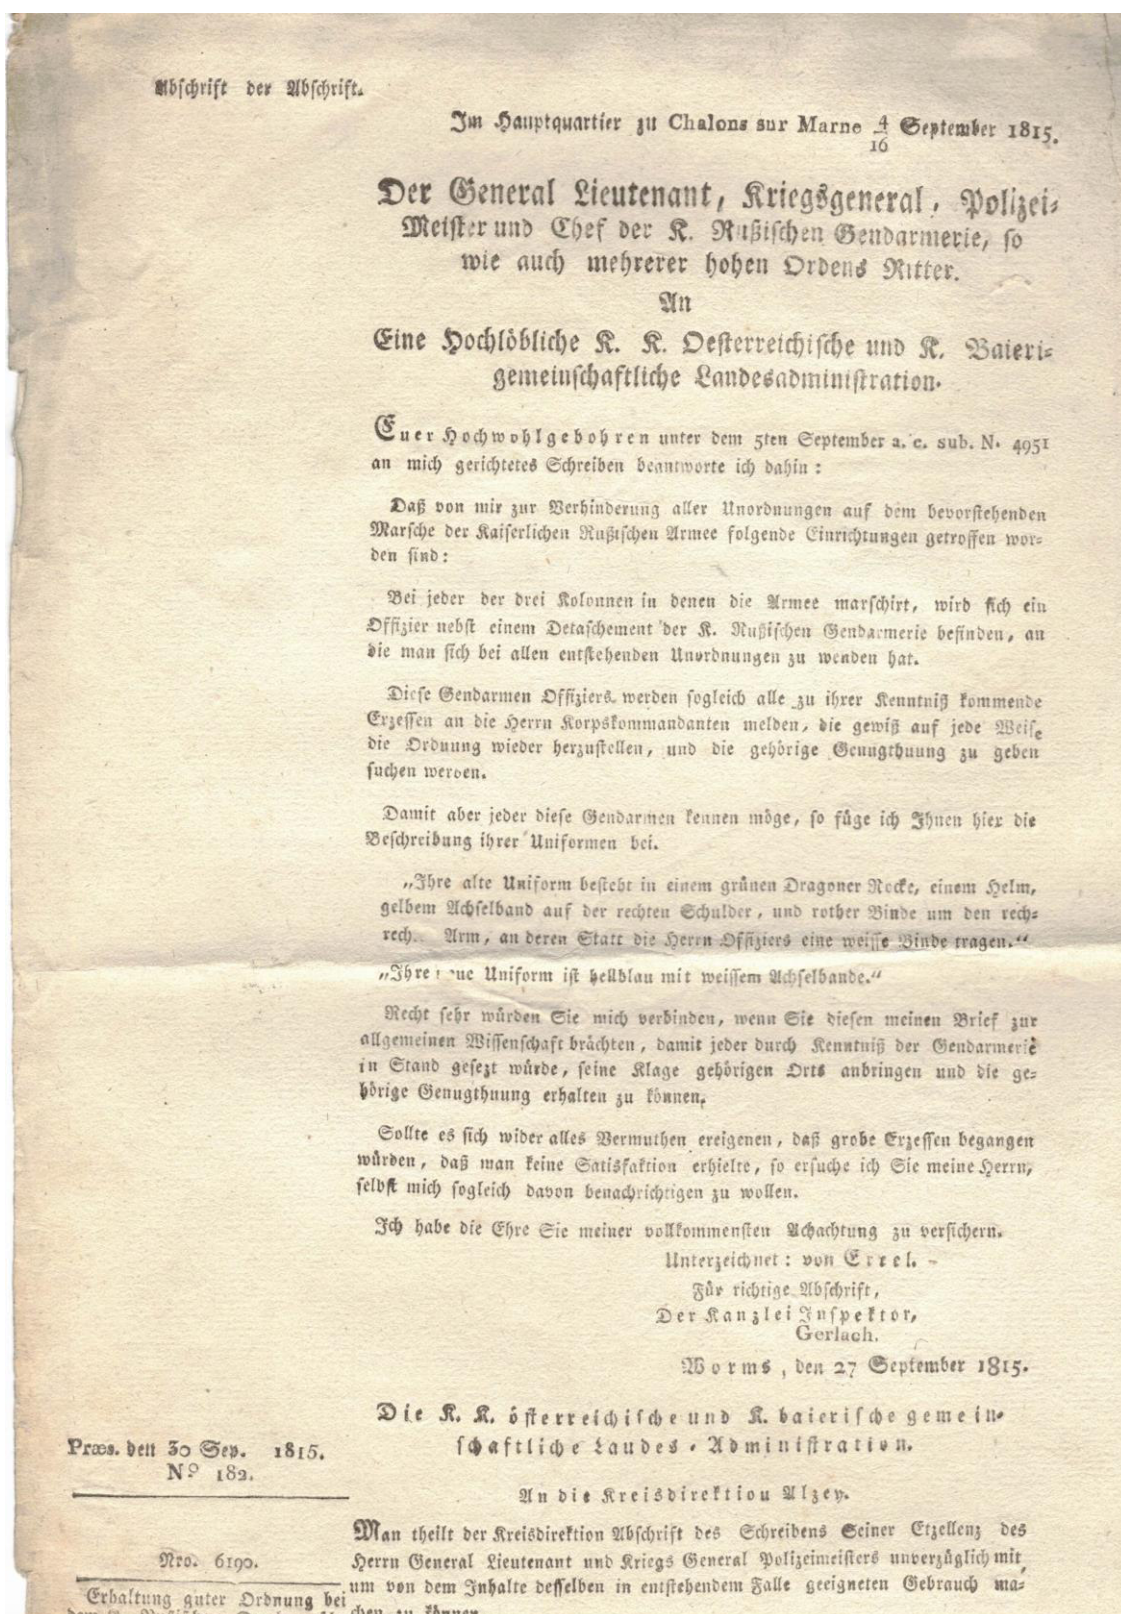 Abschrift der Abschrift.
Im Hauptquartier zu Chalons sur Marne 4/16 September 1815.
Der General Lieutenant, Kriegsgeneral, Polizei-
Meister und Chef der K. Rußischen Gendarmerie, so
wie auch mehrerer hohen Ordens Ritter.
An
Eine Hochlöbliche K. K. Oesterreichische und K. Baieri-
gemeinschaftliche Landesadministration.
Euer Hochwohlgebohren unter dem 5ten September a. c. sub. N. 4951
an mich gerichtetes Schreiben beantworte ich dahin:
Daß von mir zur Verhinderung aller Unordnungen auf dem bevorstehenden
Marsche der Kaiserlichen Rußischen Armee folgende Einrichtungen getroffen wor-
den sind:
Bei jeder der drei Kolonnen in denen die Armee marschirt, wird sich ein
Offizier nebst einem Detaschement der K. Rußischen Gendarmerie befinden, an
die man sich bei allen entstehenden Unordnungen zu wenden hat.
Diese Gendarmen Offiziers werden sogleich alle zu ihrer Kenntniß kommende
Erzessen an die Herrn Korpskommandanten melden, die gewiß auf jede Weise
die Ordnung wieder herzustellen, und die gehörige Genugthuung zu geben
suchen werden.
Damit aber jeder diese Gendarmen kennen möge, so füge ich Ihnen hier die
Beschreibung ihrer Uniformen bei.
„Ihre alte Uniform besteht in einem grünen Dragoner Rocke, einem Helm,
gelbem Achselband auf der rechten Schulder, und rother Binde um den rech-
rech Arm, an deren Statt die Herrn Offiziers eine weisse Binde tragen.“
„Ihre neue Uniform ist hellblau mit weissem Achselbande.“
Recht sehr würden Sie mich verbinden, wenn Sie diesen meinen Brief zur
allgemeinen Wissenschaft brächten, damit jeder durch Kenntniß der Gendarmerie
in Stand gesezt würde, seine Klage gehörigen Orts anbringen und die ge-
hörige Genugthuung erhalten zu können.
Sollte es sich wider alles Vermuthen ereigenen, daß grobe Erzessen begangen
würden, daß man keine Satisfaktion erhielte, so ersuche ich Sie meine Herrn,
selbst mich sogleich davon benachrichtigen zu wollen.
Ich habe die Ehre Sie meiner vollkommensten Achachtung zu versichern.
Unterzeichnet: von Errel.
Für richtige Abschrift,
Der Kanzlei Inspektor,
Gerlach.
Worms, den 27 September 1815.
Die K. K. österreichische und K. baierische gemein-
schaftliche Landes-Administration.
Præs. den 30 Sep. 1815.
No 182.
An die Kreisdirektion Alzey.
Man theilt der Kreisdirektion Abschrift des Schreibens Seiner Etzellenz des
Herrn General Lieutenant und Kriegs General Polizeimeisters unverzüglich mit
um von dem Inhalte desselben in entstehendem Falle geeigneten Gebrauch ma-
chen zu können.
Nro. 6190.
Erhaltung guter Ordnung bei